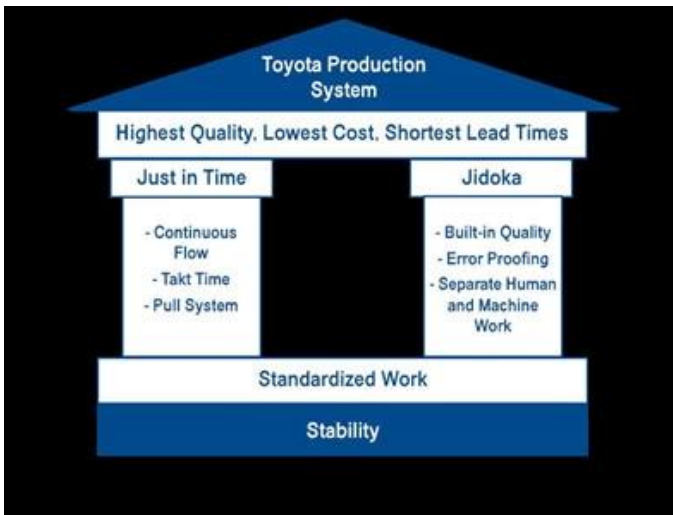 Toyota Production
System
Highest Quality, Lowest Cost, Shortest Lead Times
Just in Time
- Continuous
Flow
- Takt Time
- Pull System
Jidoka
- Built-in Quality
- Error Proofing
- Separate Human
and Machine
Work
Standardized Work
Stability